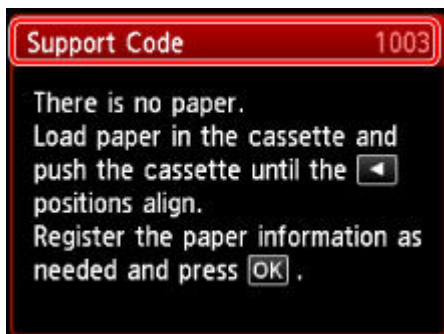 Support Code 1003
There is no paper.
Load paper in the cassette and
push the cassette until the ◀
positions align.
Register the paper information as
needed and press OK .